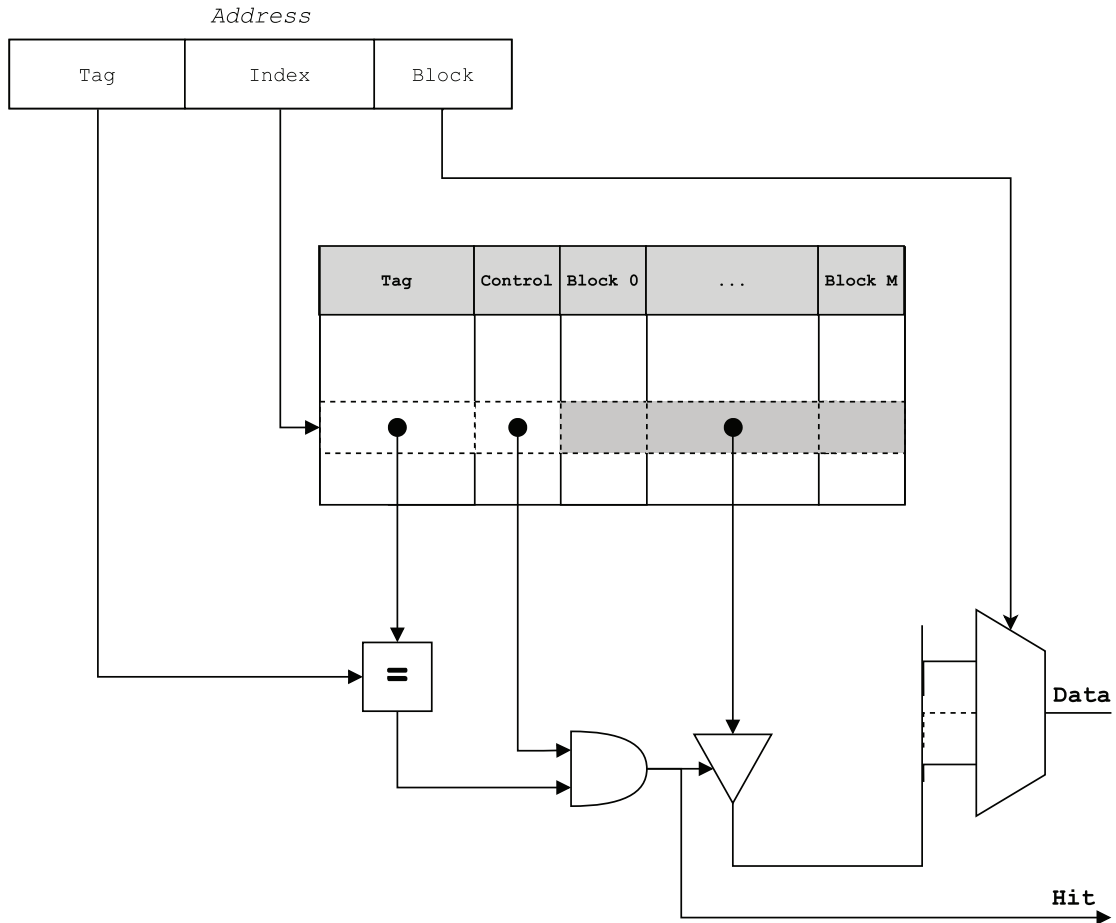 Address
Tag Index Block
Tag Control Block 0 ... Block M
=
Data
Hit